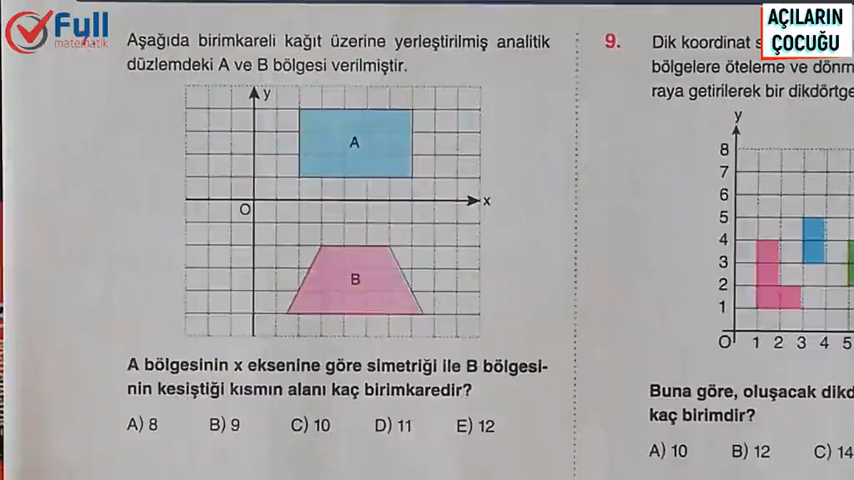 Full
matematik
AÇILARIN
ÇOCUĞU
Aşağıda birimkareli kağıt üzerine yerleştirilmiş analitik
düzlemdeki A ve B bölgesi verilmiştir.
y
A
O
x
B
A bölgesinin x eksenine göre simetriği ile B bölgesi-
nin kesiştiği kısmın alanı kaç birimkaredir?
A) 8 B) 9 C) 10 D) 11 E) 12
9.
Dik koordinat
bölgelere öteleme ve dönm
raya getirilerek bir dikdörtge
y
8
7
6
5
4
3
2
1
O 1 2 3 4 5
Buna göre, oluşacak dikd
kaç birimdir?
A) 10 B) 12 C) 14